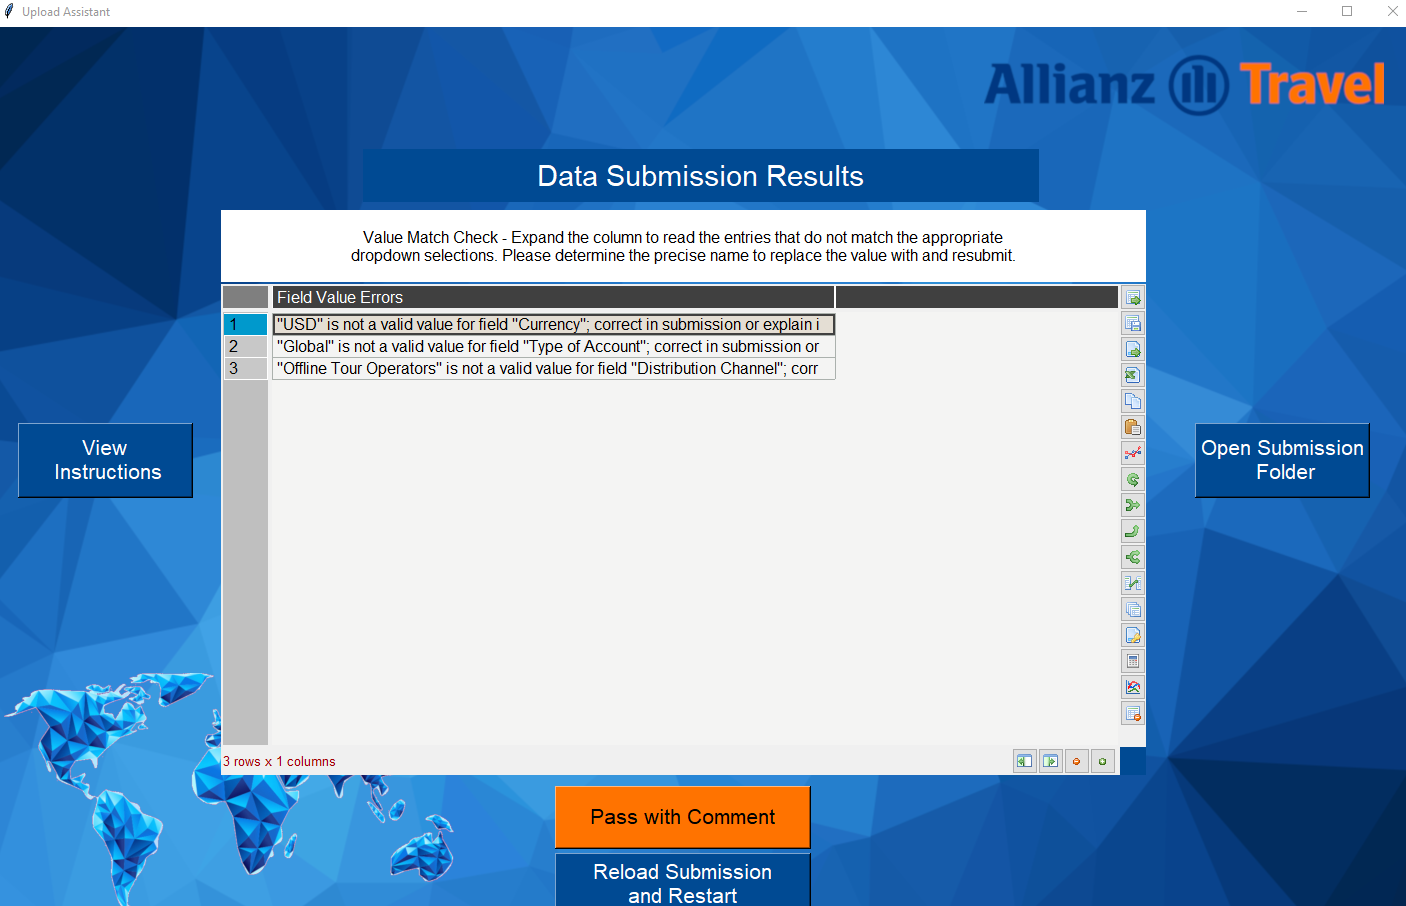 Upload Assistant
Allianz Travel
Data Submission Results
Value Match Check - Expand the column to read the entries that do not match the appropriate
dropdown selections. Please determine the precise name to replace the value with and resubmit.
Field Value Errors
1 "USD" is not a valid value for field "Currency"; correct in submission or explain i
2 "Global" is not a valid value for field "Type of Account"; correct in submission or
3 "Offline Tour Operators" is not a valid value for field "Distribution Channel"; corr
View
Instructions
Open Submission
Folder
3 rows x 1 columns
Pass with Comment
Reload Submission
and Restart